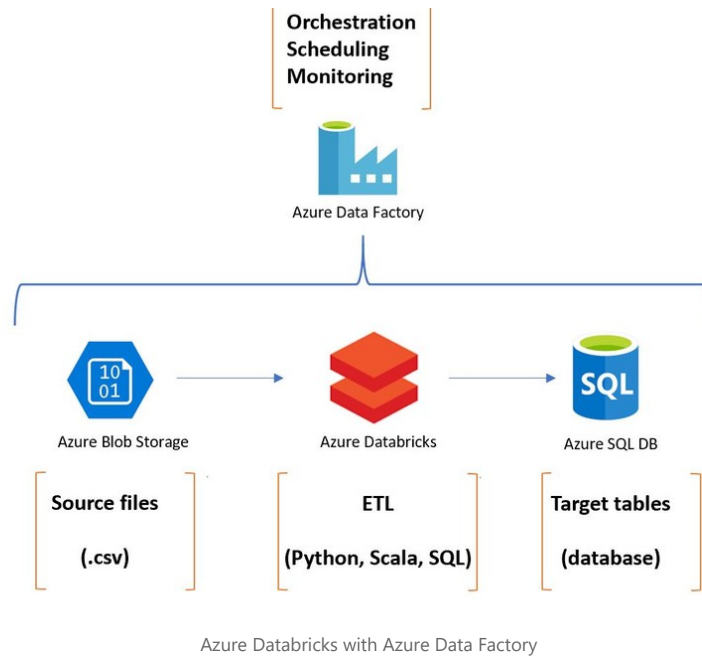 Orchestration
Scheduling
Monitoring
Azure Data Factory
10
01
SQL
Azure Blob Storage
Azure Databricks
Azure SQL DB
Source files
ETL
Target tables
(.csv)
(Python, Scala, SQL)
(database)
Azure Databricks with Azure Data Factory